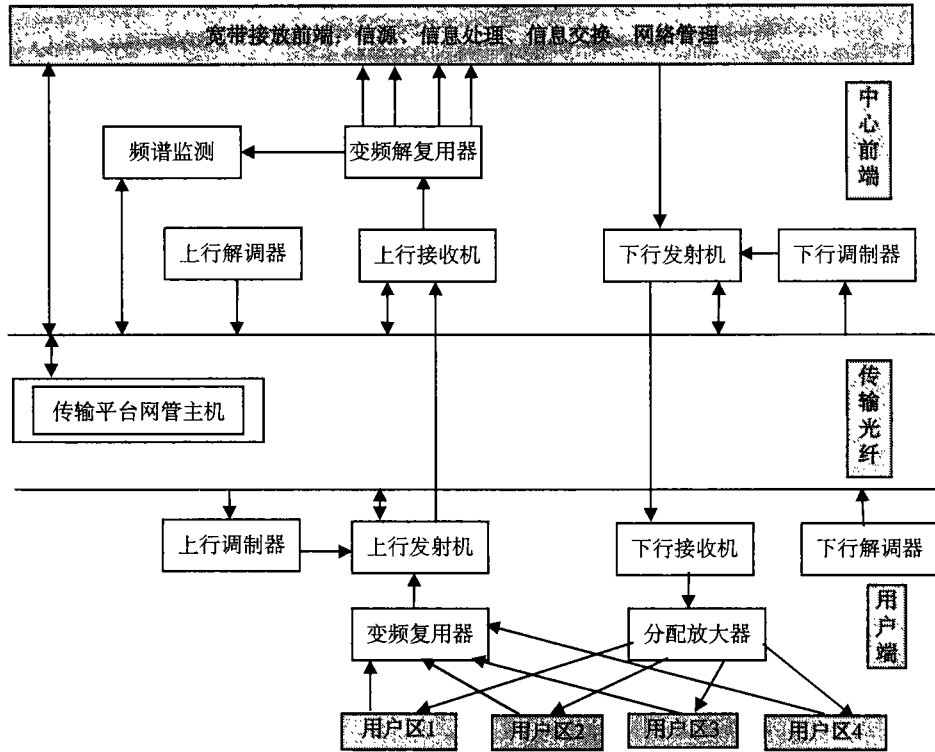 宽带接放前端，信源、信息处理、信息交换、网络管理
中心前端
频谱监测
变频解复用器
上行解调器
上行接收机
下行发射机
下行调制器
传输平台网管主机
传输光纤
上行调制器
上行发射机
下行接收机
下行解调器
用户端
变频复用器
分配放大器
用户区1
用户区2
用户区3
用户区4